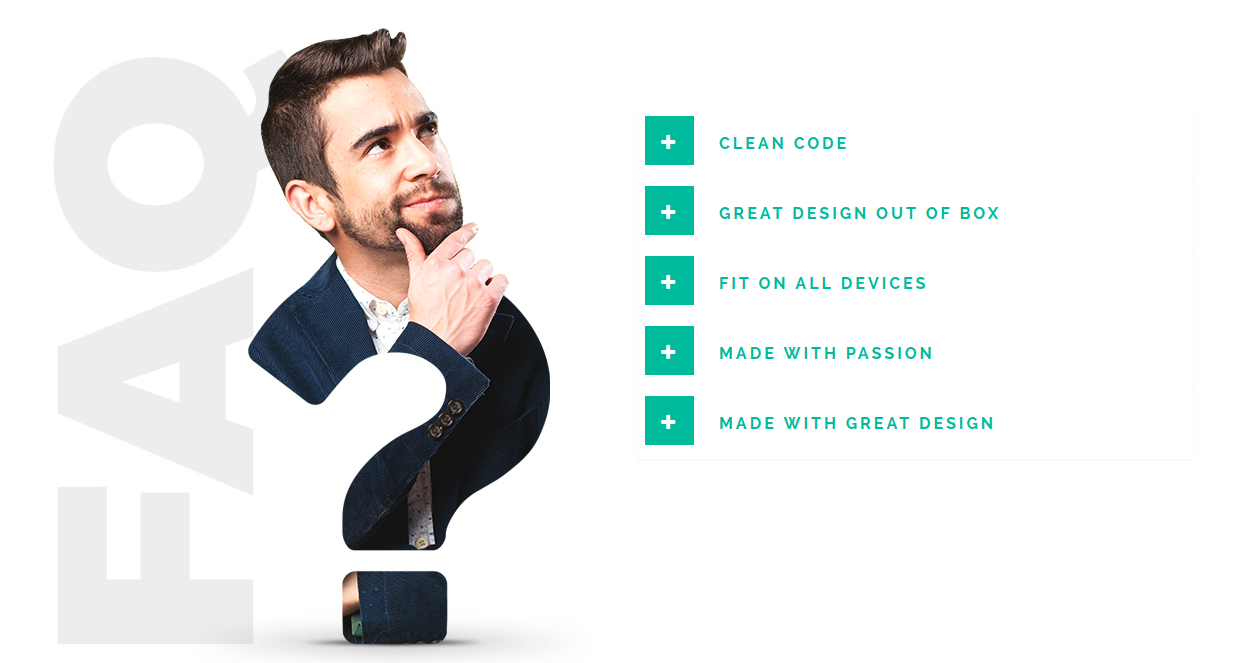 FAQ
CLEAN CODE
GREAT DESIGN OUT OF BOX
FIT ON ALL DEVICES
MADE WITH PASSION
MADE WITH GREAT DESIGN